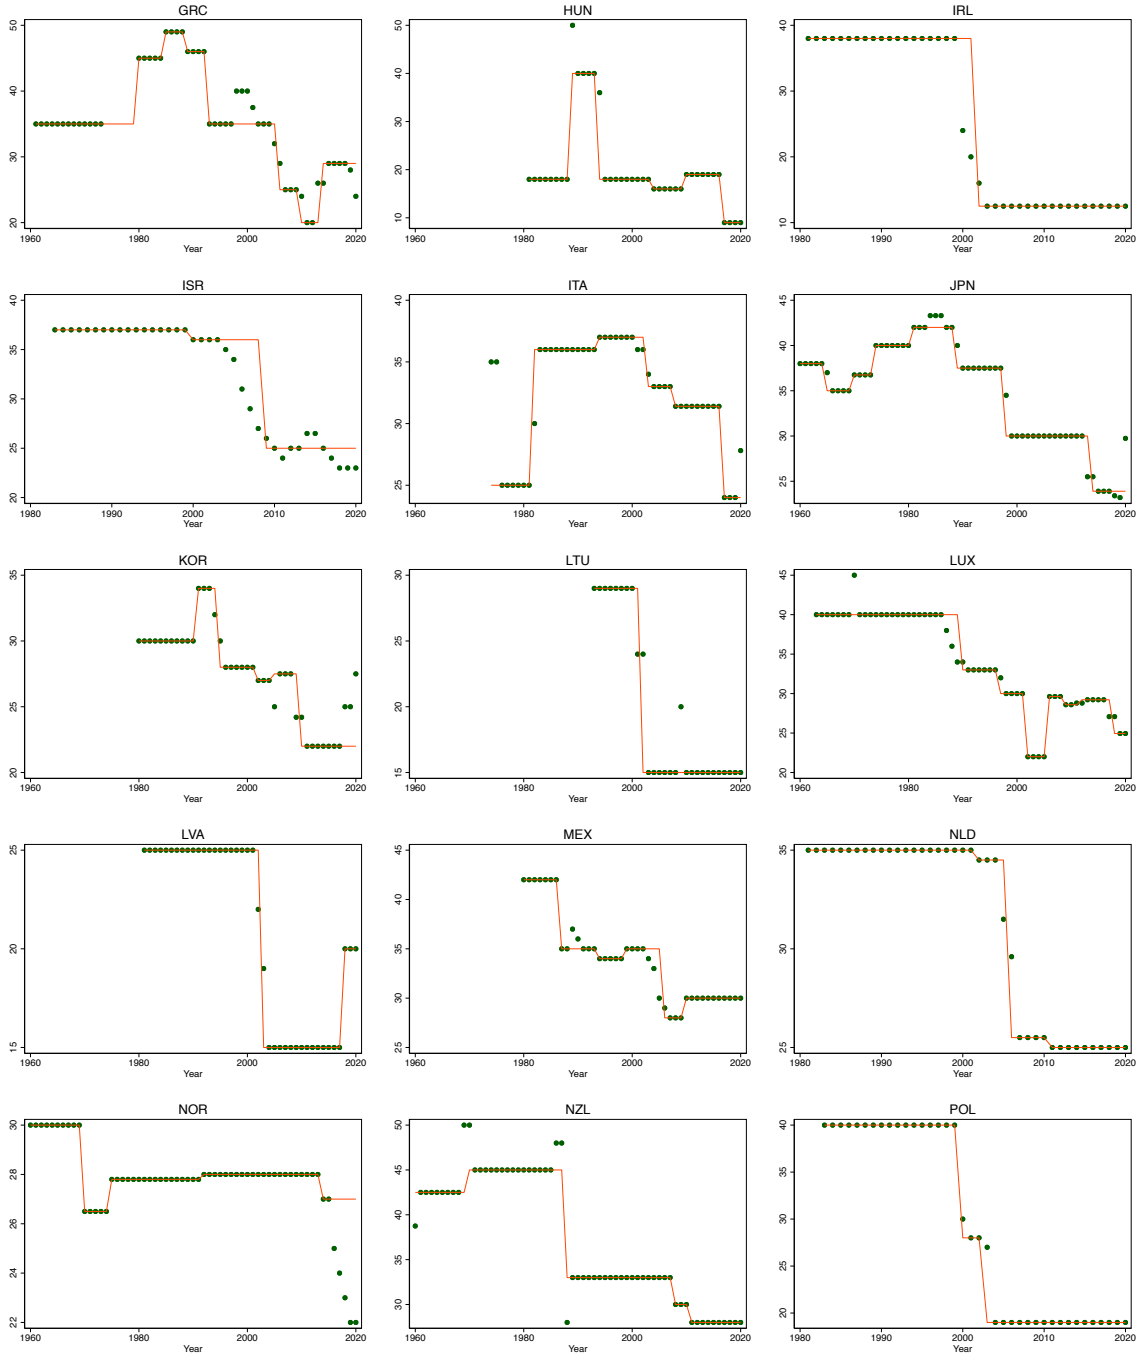 GRC
20 30 40 50
1960 1980 2000 2020
Year
HUN
10 20 30 40 50
1960 1980 2000 2020
Year
IRL
10 20 30 40
1980 1990 2000 2010 2020
Year
ISR
20 25 30 35 40
1980 1990 2000 2010 2020
Year
ITA
25 30 35 40
1960 1980 2000 2020
Year
JPN
25 30 35 40 45
1960 1980 2000 2020
Year
KOR
20 25 30 35
1960 1980 2000 2020
Year
LTU
15 20 25 30
1960 1980 2000 2020
Year
LUX
20 25 30 35 40 45
1960 1980 2000 2020
Year
LVA
15 20 25
1960 1980 2000 2020
Year
MEX
25 30 35 40 45
1960 1980 2000 2020
Year
NLD
25 30 35
1980 1990 2000 2010 2020
Year
NOR
22 24 26 28 30
1960 1980 2000 2020
Year
NZL
30 35 40 45 50
1960 1980 2000 2020
Year
POL
20 25 30 35 40
1980 1990 2000 2010 2020
Year